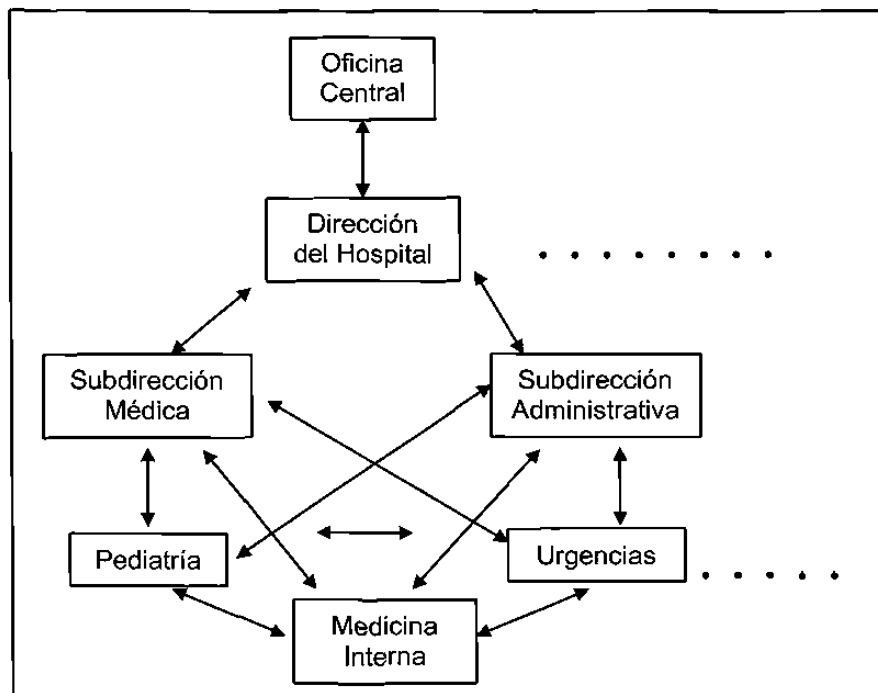 Oficina
Central
Dirección
del Hospital
Subdirección
Médica
Subdirección
Administrativa
Pediatría
Urgencias
Medicina
Interna